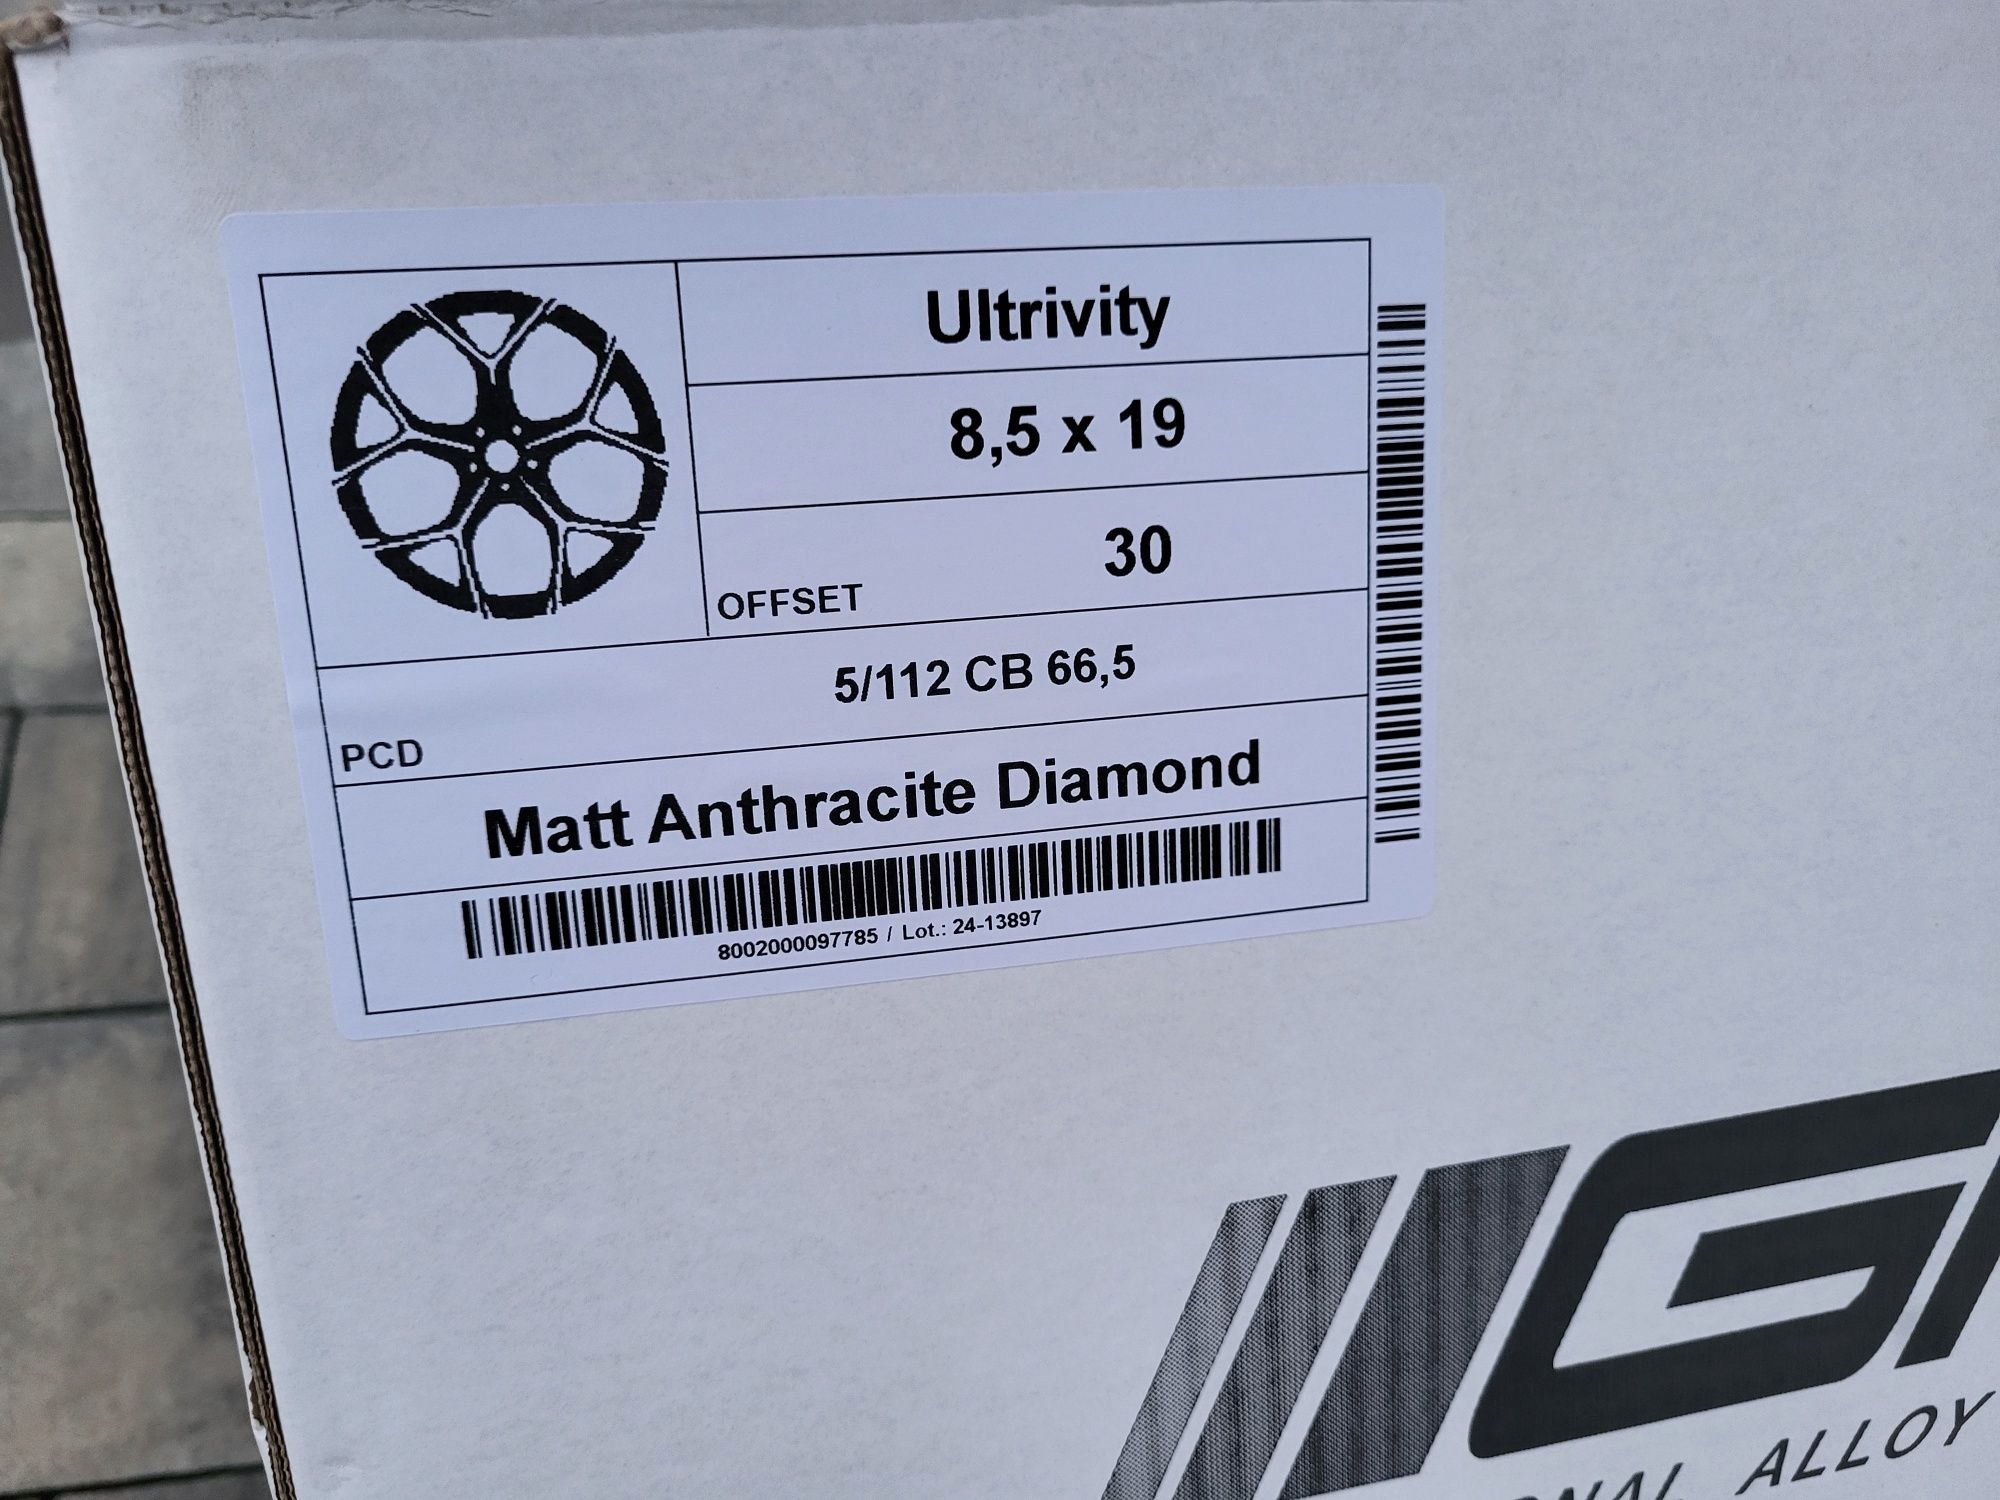 Ultrivity
8,5 x 19
OFFSET 30
PCD 5/112 CB 66,5
Matt Anthracite Diamond
8002000097785 / Lot.: 24-13897
ALLOY